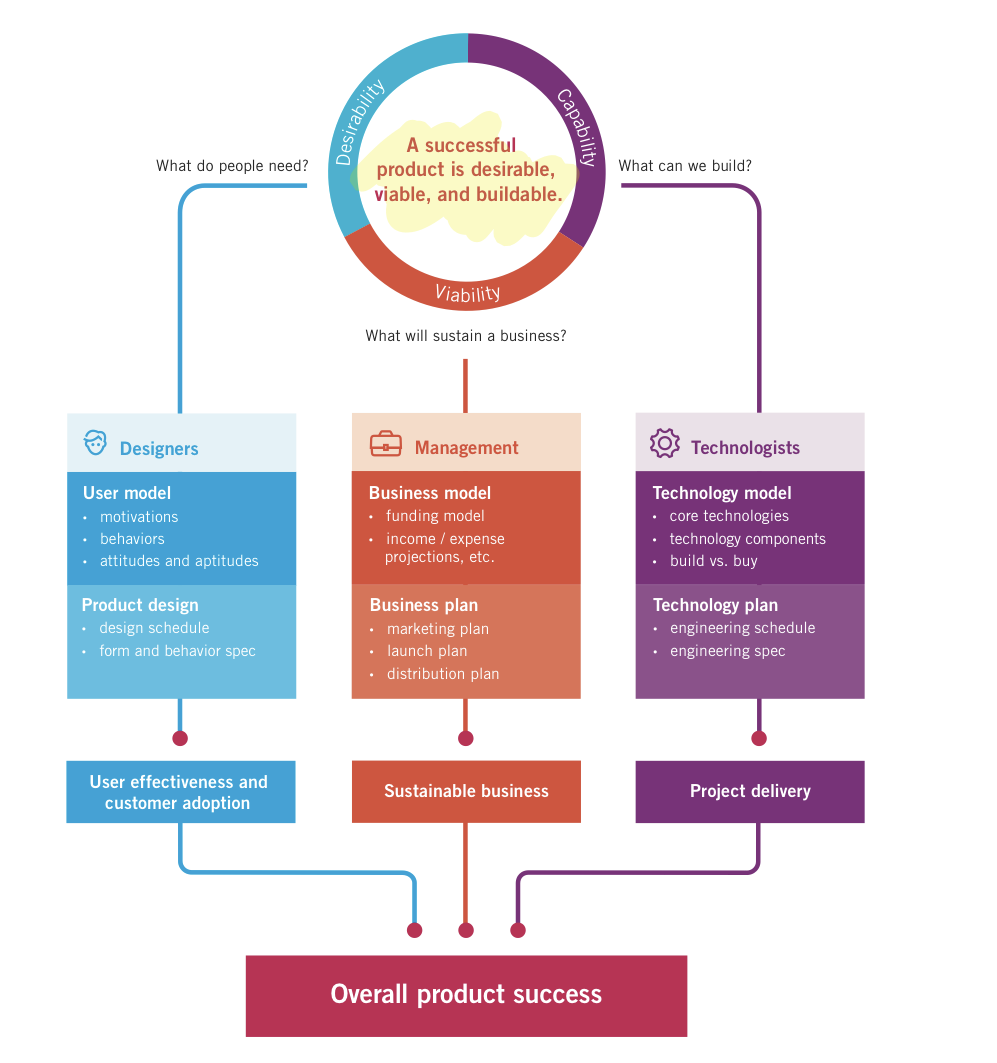 Desirability
Capability
A successful
product is desirable,
viable, and buildable.
What do people need?
What can we build?
Viability
What will sustain a business?
Designers
User model
• motivations
• behaviors
• attitudes and aptitudes
Product design
• design schedule
• form and behavior spec
Management
Business model
• funding model
• income / expense
projections, etc.
Business plan
• marketing plan
• launch plan
• distribution plan
Technologists
Technology model
• core technologies
• technology components
• build vs. buy
Technology plan
• engineering schedule
• engineering spec
User effectiveness and
customer adoption
Sustainable business
Project delivery
Overall product success